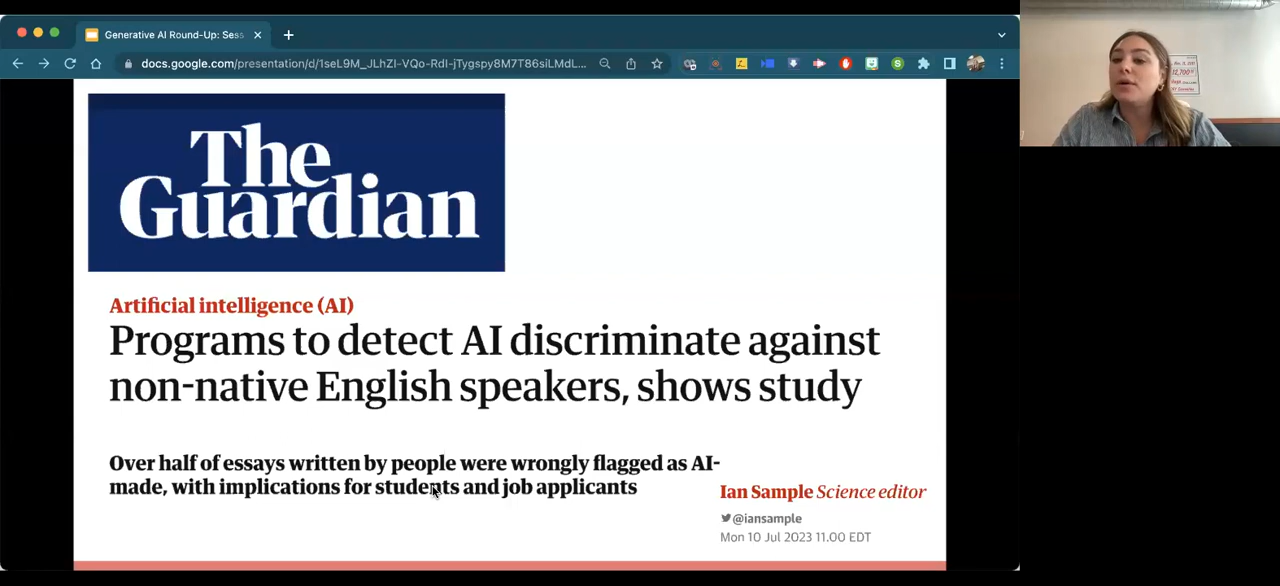 Generative AI Round-Up: Sess
docs.google.com/presentation/d/1seL9M_JLhZI-VQo-RdI-jTygspy8M7T86siLMdL...
The
Guardian
Artificial intelligence (AI)
Programs to detect AI discriminate against
non-native English speakers, shows study
Over half of essays written by people were wrongly flagged as AI-
made, with implications for students and job applicants
Ian Sample Science editor
@iansample
Mon 10 Jul 2023 11.00 EDT